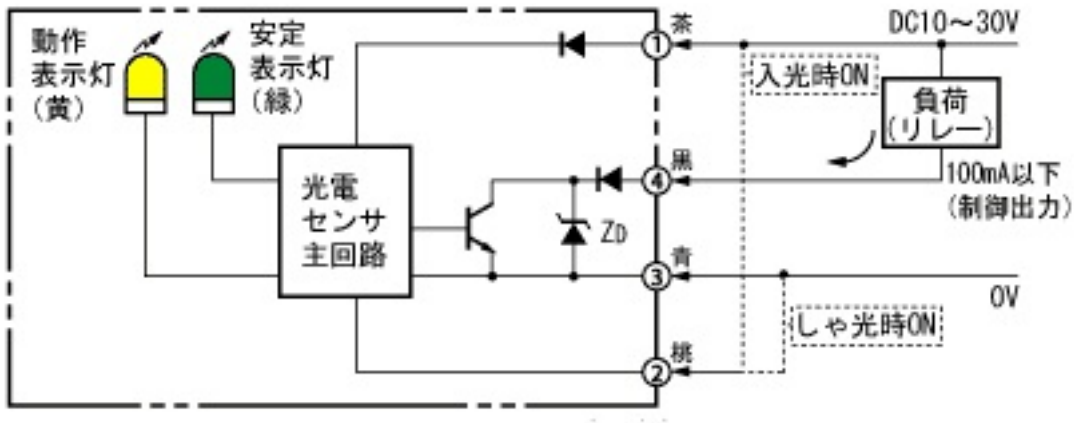 動作
表示灯
(黄)
安定
表示灯
(緑)
光電
センサ
主回路
ZD
①
茶
④
黒
③
青
②
桃
DC10～30V
入光時ON
負荷
(リレー)
100mA以下
(制御出力)
0V
しゃ光時ON